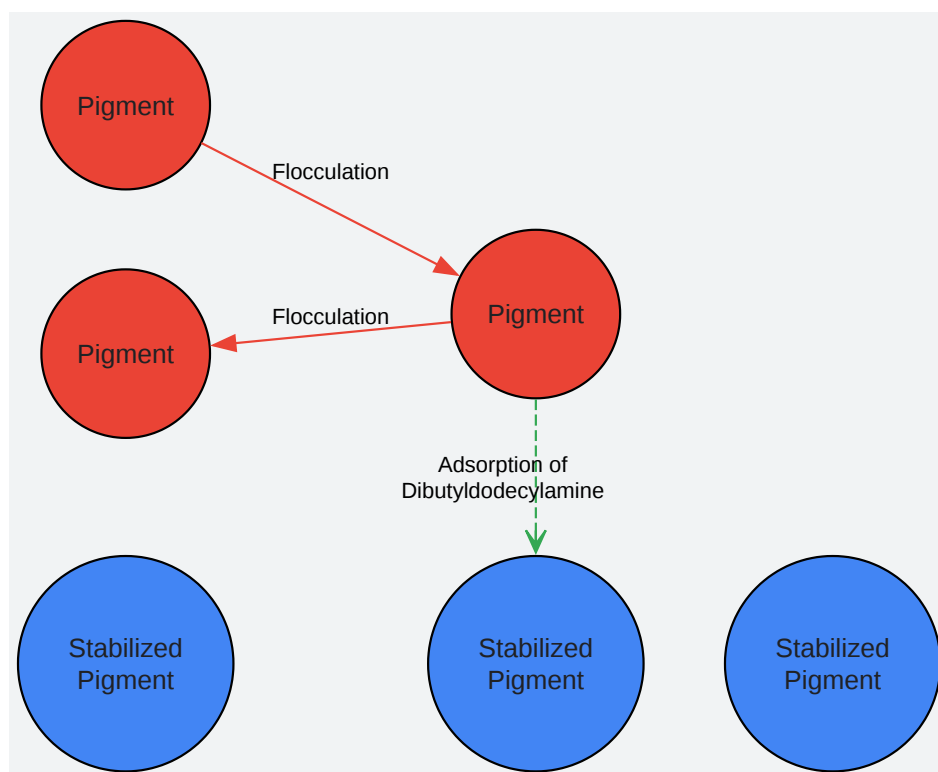 Pigment
Flocculation
Pigment
Flocculation
Pigment
Adsorption of
Dibutyldodecylamine
Stabilized
Pigment
Stabilized
Pigment
Stabilized
Pigment